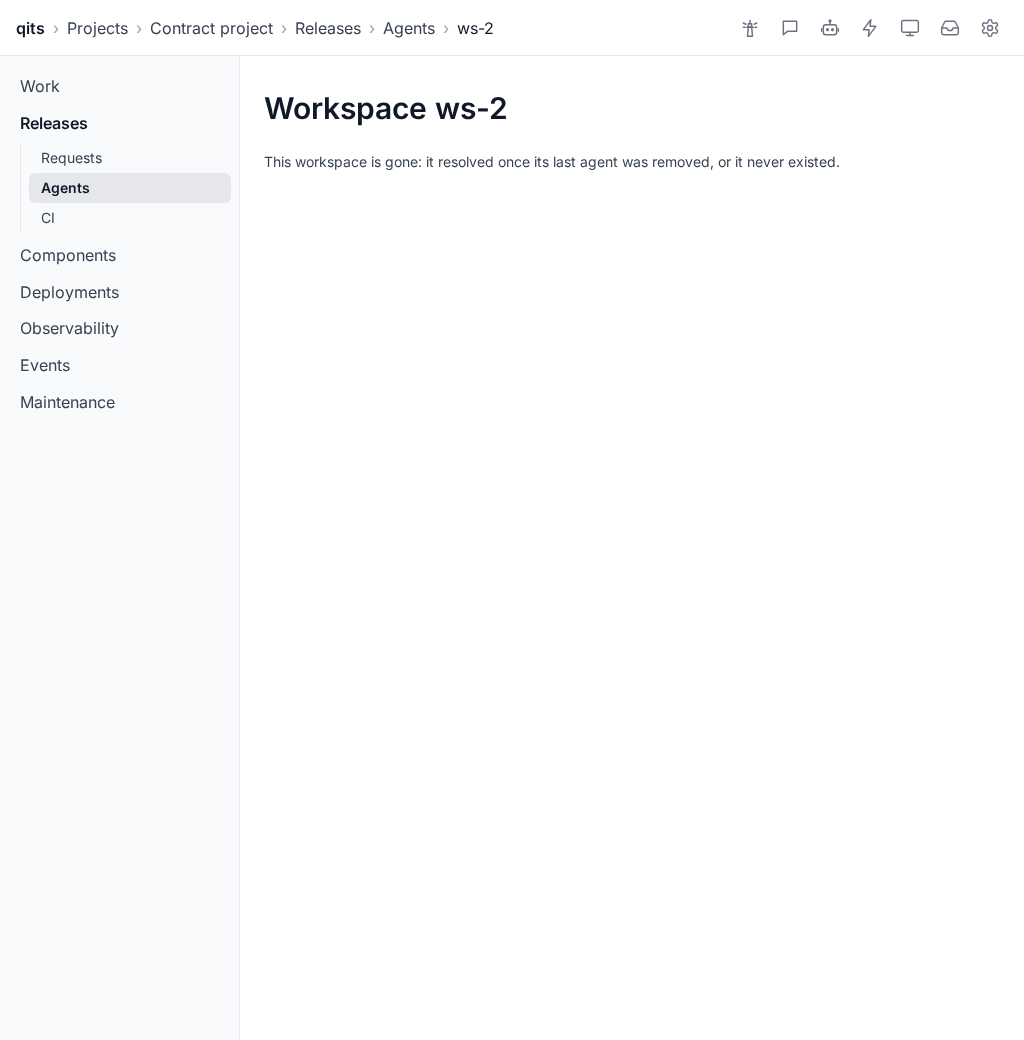 qits › Projects › Contract project › Releases › Agents › ws-2
Work
Releases
Requests
Agents
CI
Components
Deployments
Observability
Events
Maintenance
Workspace ws-2
This workspace is gone: it resolved once its last agent was removed, or it never existed.